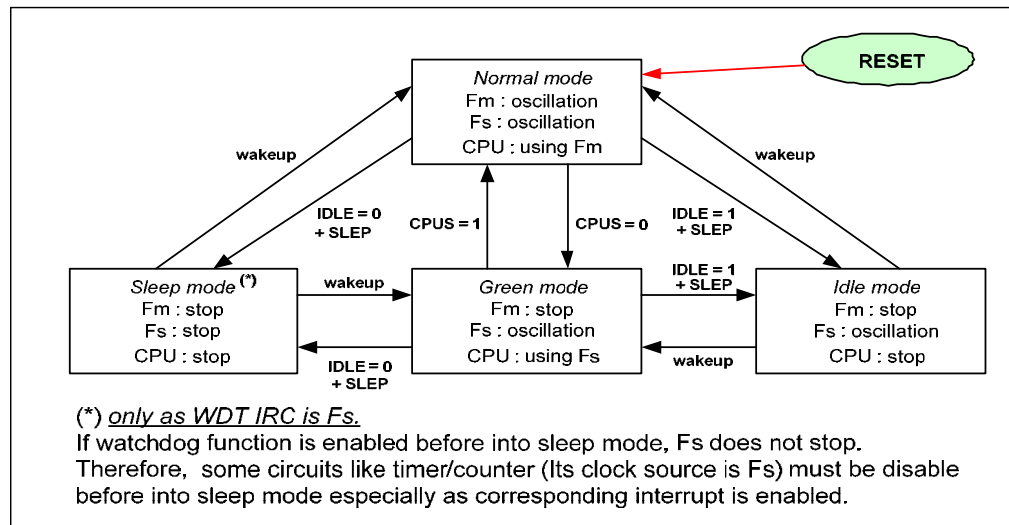 RESET
Normal mode
Fm : oscillation
Fs : oscillation
CPU : using Fm
wakeup
wakeup
IDLE = 0
+ SLEP
CPUS = 1
CPUS = 0
IDLE = 1
+ SLEP
Sleep mode (*)
Fm : stop
Fs : stop
CPU : stop
wakeup
IDLE = 0
+ SLEP
Green mode
Fm : stop
Fs : oscillation
CPU : using Fs
IDLE = 1
+ SLEP
wakeup
Idle mode
Fm : stop
Fs : oscillation
CPU : stop
(*) only as WDT IRC is Fs.
If watchdog function is enabled before into sleep mode, Fs does not stop.
Therefore, some circuits like timer/counter (Its clock source is Fs) must be disable
before into sleep mode especially as corresponding interrupt is enabled.